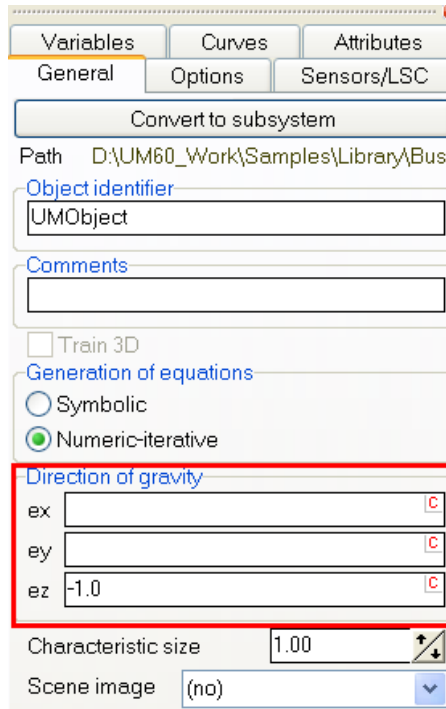 Variables Curves Attributes
General Options Sensors/LSC
Convert to subsystem
Path D:\UM60_Work\Samples\Library\Bus
Object identifier
UMObject
Comments
Train 3D
Generation of equations
Symbolic
Numeric-iterative
Direction of gravity
ex C
ey C
ez -1.0 C
Characteristic size 1.00
Scene image (no)